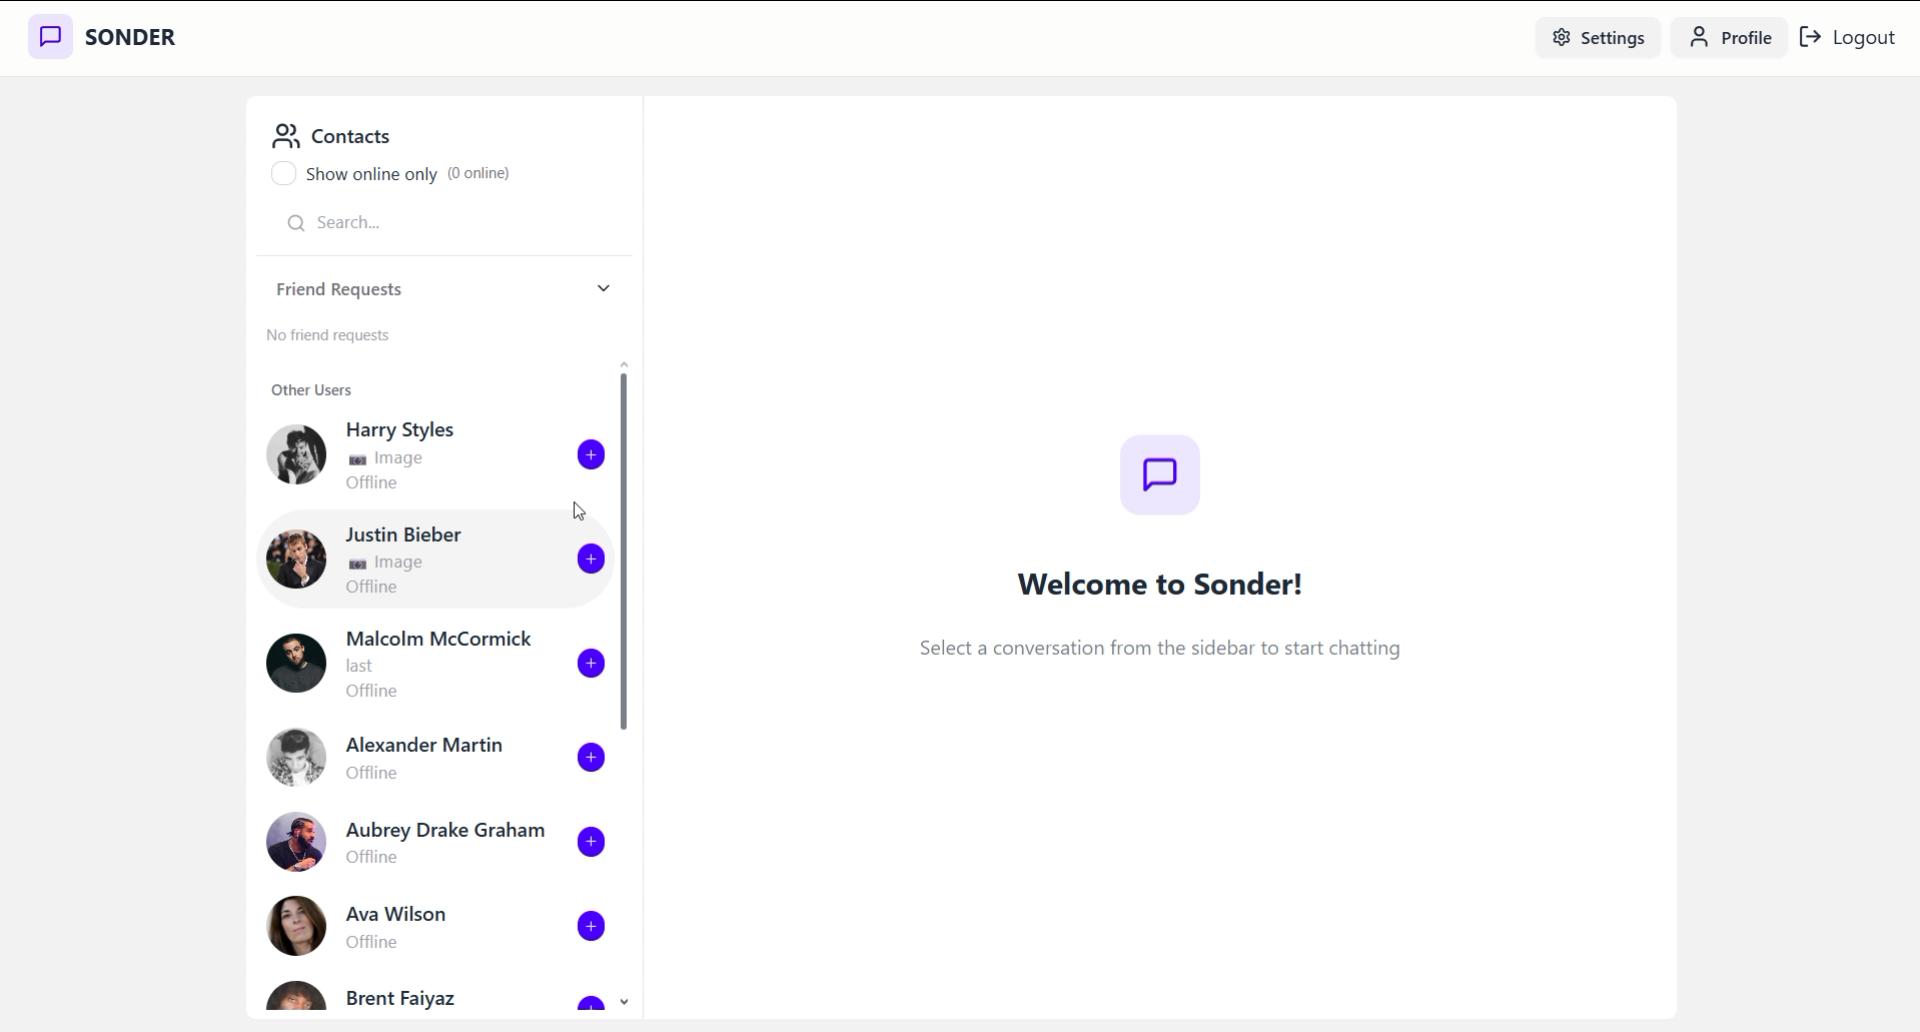 SONDER
Settings
Profile
Logout
Contacts
Show online only (0 online)
Search...
Friend Requests
No friend requests
Other Users
Harry Styles
Image
Offline
Justin Bieber
Image
Offline
Malcolm McCormick
last
Offline
Alexander Martin
Offline
Aubrey Drake Graham
Offline
Ava Wilson
Offline
Brent Faiyaz
Welcome to Sonder!
Select a conversation from the sidebar to start chatting